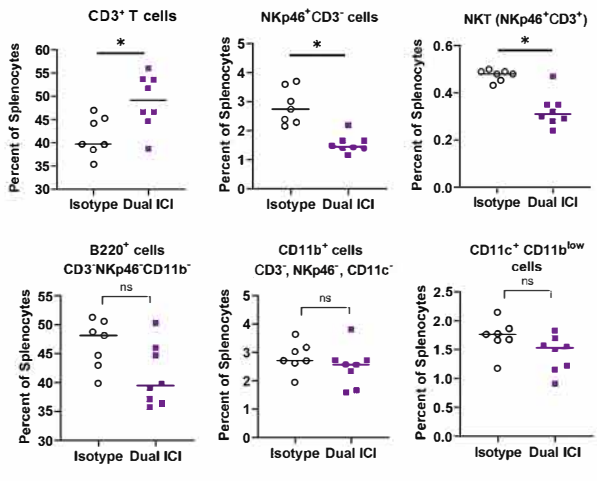 CD3⁺ T cells
*
Percent of Splenocytes
60
55
50
45
40
35
30
Isotype Dual ICI
NKp46⁺CD3⁻ cells
*
Percent of Splenocytes
5
4
3
2
1
0
Isotype Dual ICI
NKT (NKp46⁺CD3⁺)
*
Percent of Splenocytes
0.6
0.4
0.2
0.0
Isotype Dual ICI
B220⁺ cells
CD3⁻NKp46⁻CD11b⁻
ns
Percent of Splenocytes
55
50
45
40
35
30
Isotype Dual ICI
CD11b⁺ cells
CD3⁻, NKp46⁻, CD11c⁻
ns
Percent of Splenocytes
5
4
3
2
1
0
Isotype Dual ICI
CD11c⁺ CD11bˡᵒʷ
cells
ns
Percent of Splenocytes
2.5
2.0
1.5
1.0
0.5
0.0
Isotype Dual ICI